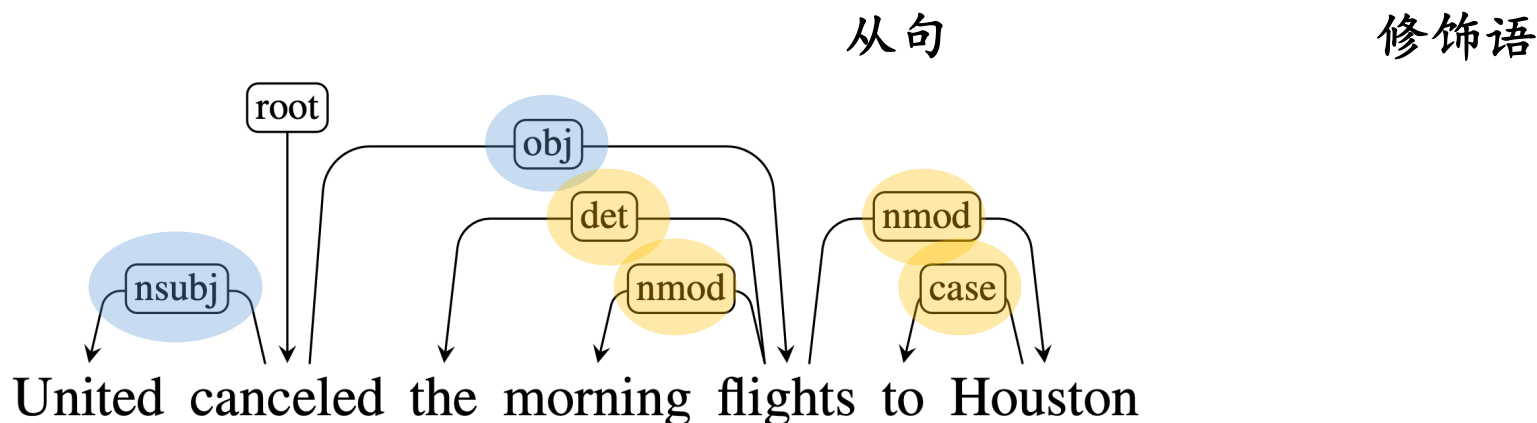 从句 修饰语
root
obj
det nmod
nsubj nmod case
United canceled the morning flights to Houston